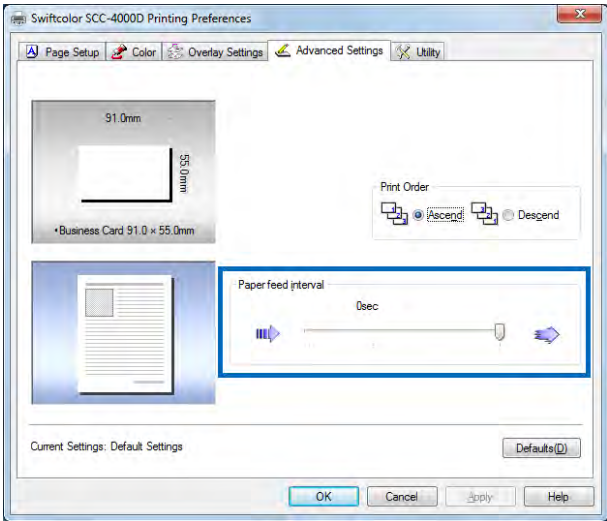 Swiftcolor SCC-4000D Printing Preferences
Page Setup Color Overlay Settings Advanced Settings Utility
91.0mm
55.0mm
•Business Card 91.0 × 55.0mm
Print Order
Ascend Descend
Paper feed interval
0sec
Current Settings: Default Settings
Defaults(D)
OK Cancel Apply Help